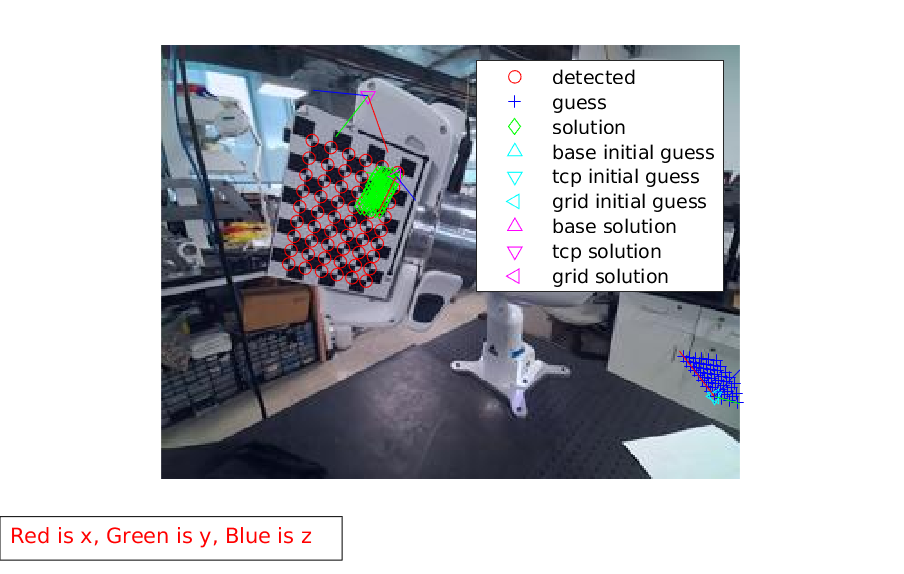 detected
guess
solution
base initial guess
tcp initial guess
grid initial guess
base solution
tcp solution
grid solution
Red is x, Green is y, Blue is z